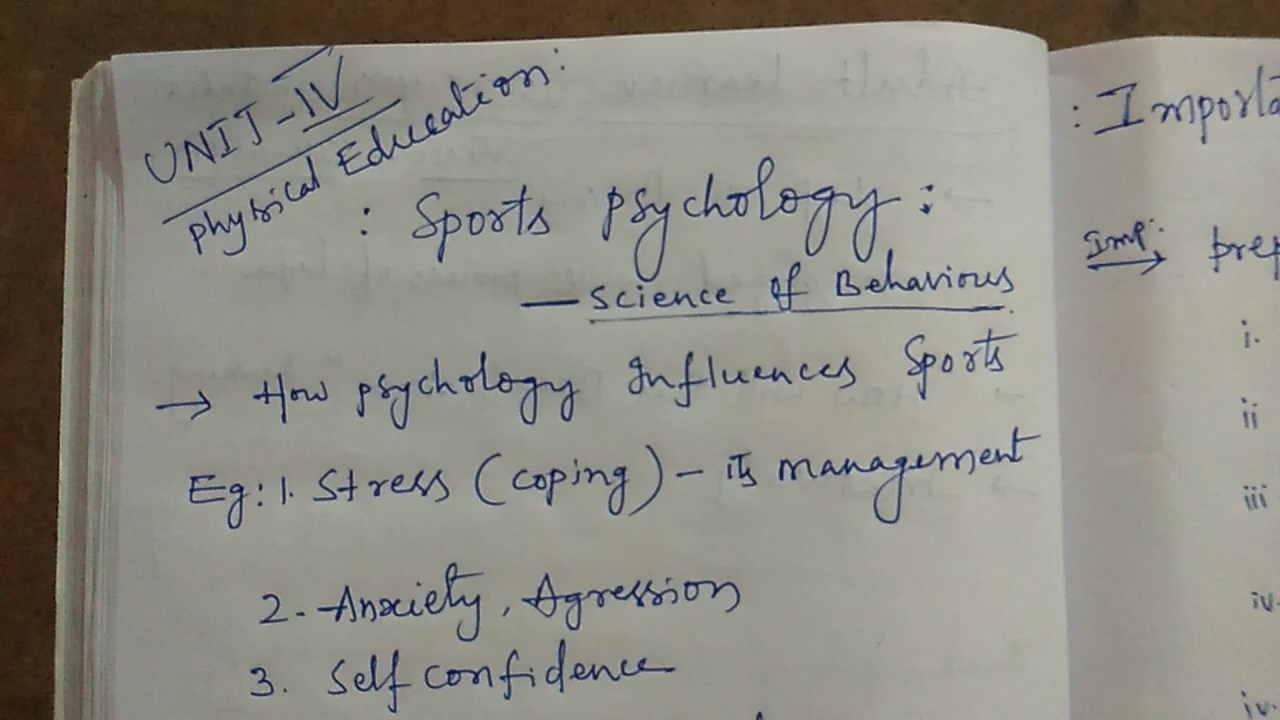 UNIT-IV
Physical Education:
: Sports psychology :
— Science of Behaviours
→ How psychology Influences Sports
Eg: 1. Stress (coping) - its management
2. Anxiety, Agression
3. Self confidence
: Importa
Imp: → prep
i.
ii
iii
iv.
iv.